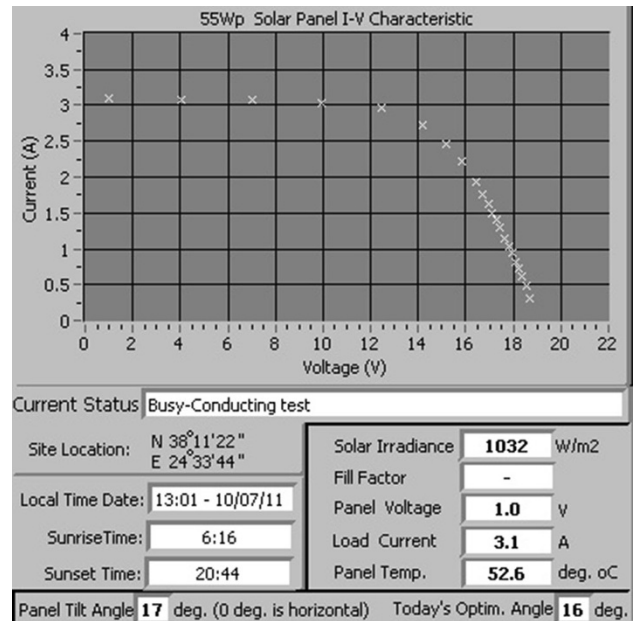 55Wp Solar Panel I-V Characteristic
4
3.5
3
2.5
2
1.5
1
0.5
0
Current (A)
0 2 4 6 8 10 12 14 16 18 20 22
Voltage (V)
Current Status Busy-Conducting test
Site Location: N 38°11'22"
E 24°33'44"
Local Time Date: 13:01 - 10/07/11
SunriseTime: 6:16
Sunset Time: 20:44
Solar Irradiance 1032 W/m2
Fill Factor -
Panel Voltage 1.0 V
Load Current 3.1 A
Panel Temp. 52.6 deg. oC
Panel Tilt Angle 17 deg. (0 deg. is horizontal) Today's Optim. Angle 16 deg.